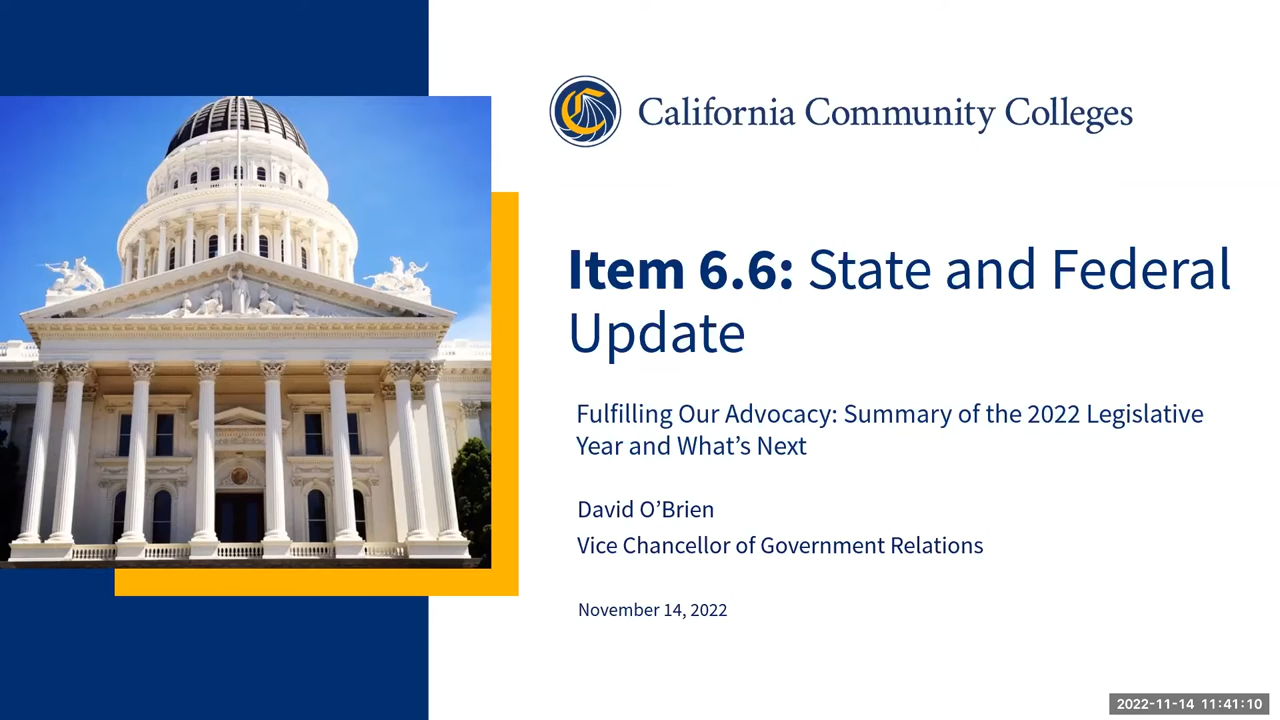 California Community Colleges
Item 6.6: State and Federal
Update
Fulfilling Our Advocacy: Summary of the 2022 Legislative
Year and What’s Next
David O’Brien
Vice Chancellor of Government Relations
November 14, 2022
2022-11-14 11:41:10